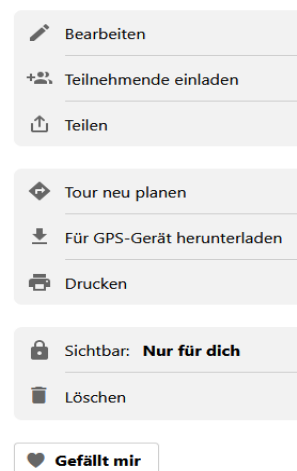 Bearbeiten
Teilnehmende einladen
Teilen
Tour neu planen
Für GPS-Gerät herunterladen
Drucken
Sichtbar: Nur für dich
Löschen
Gefällt mir